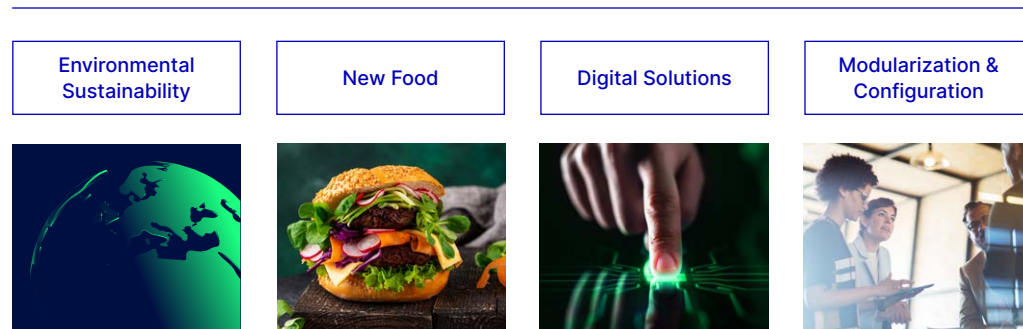 Environmental
Sustainability
New Food
Digital Solutions
Modularization &
Configuration